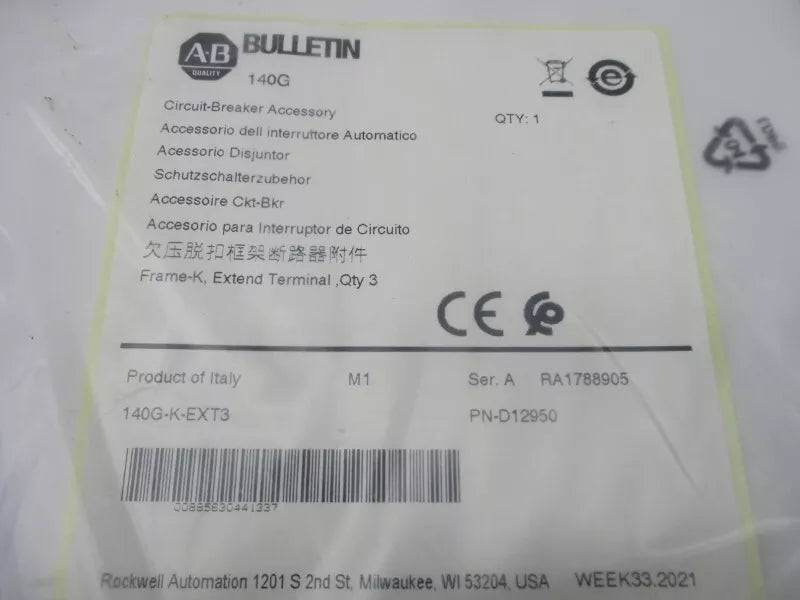 A-B
QUALITY
BULLETIN
140G
Circuit-Breaker Accessory
QTY: 1
Accessorio dell interruttore Automatico
Acessorio Disjuntor
Schutzschalterzubehor
Accessoire Ckt-Bkr
Accesorio para Interruptor de Circuito
欠压脱扣框架断路器附件
Frame-K, Extend Terminal ,Qty 3
CE
Product of Italy M1 Ser. A RA1788905
140G-K-EXT3 PN-D12950
00885630441337
Rockwell Automation 1201 S 2nd St, Milwaukee, WI 53204, USA WEEK33.2021